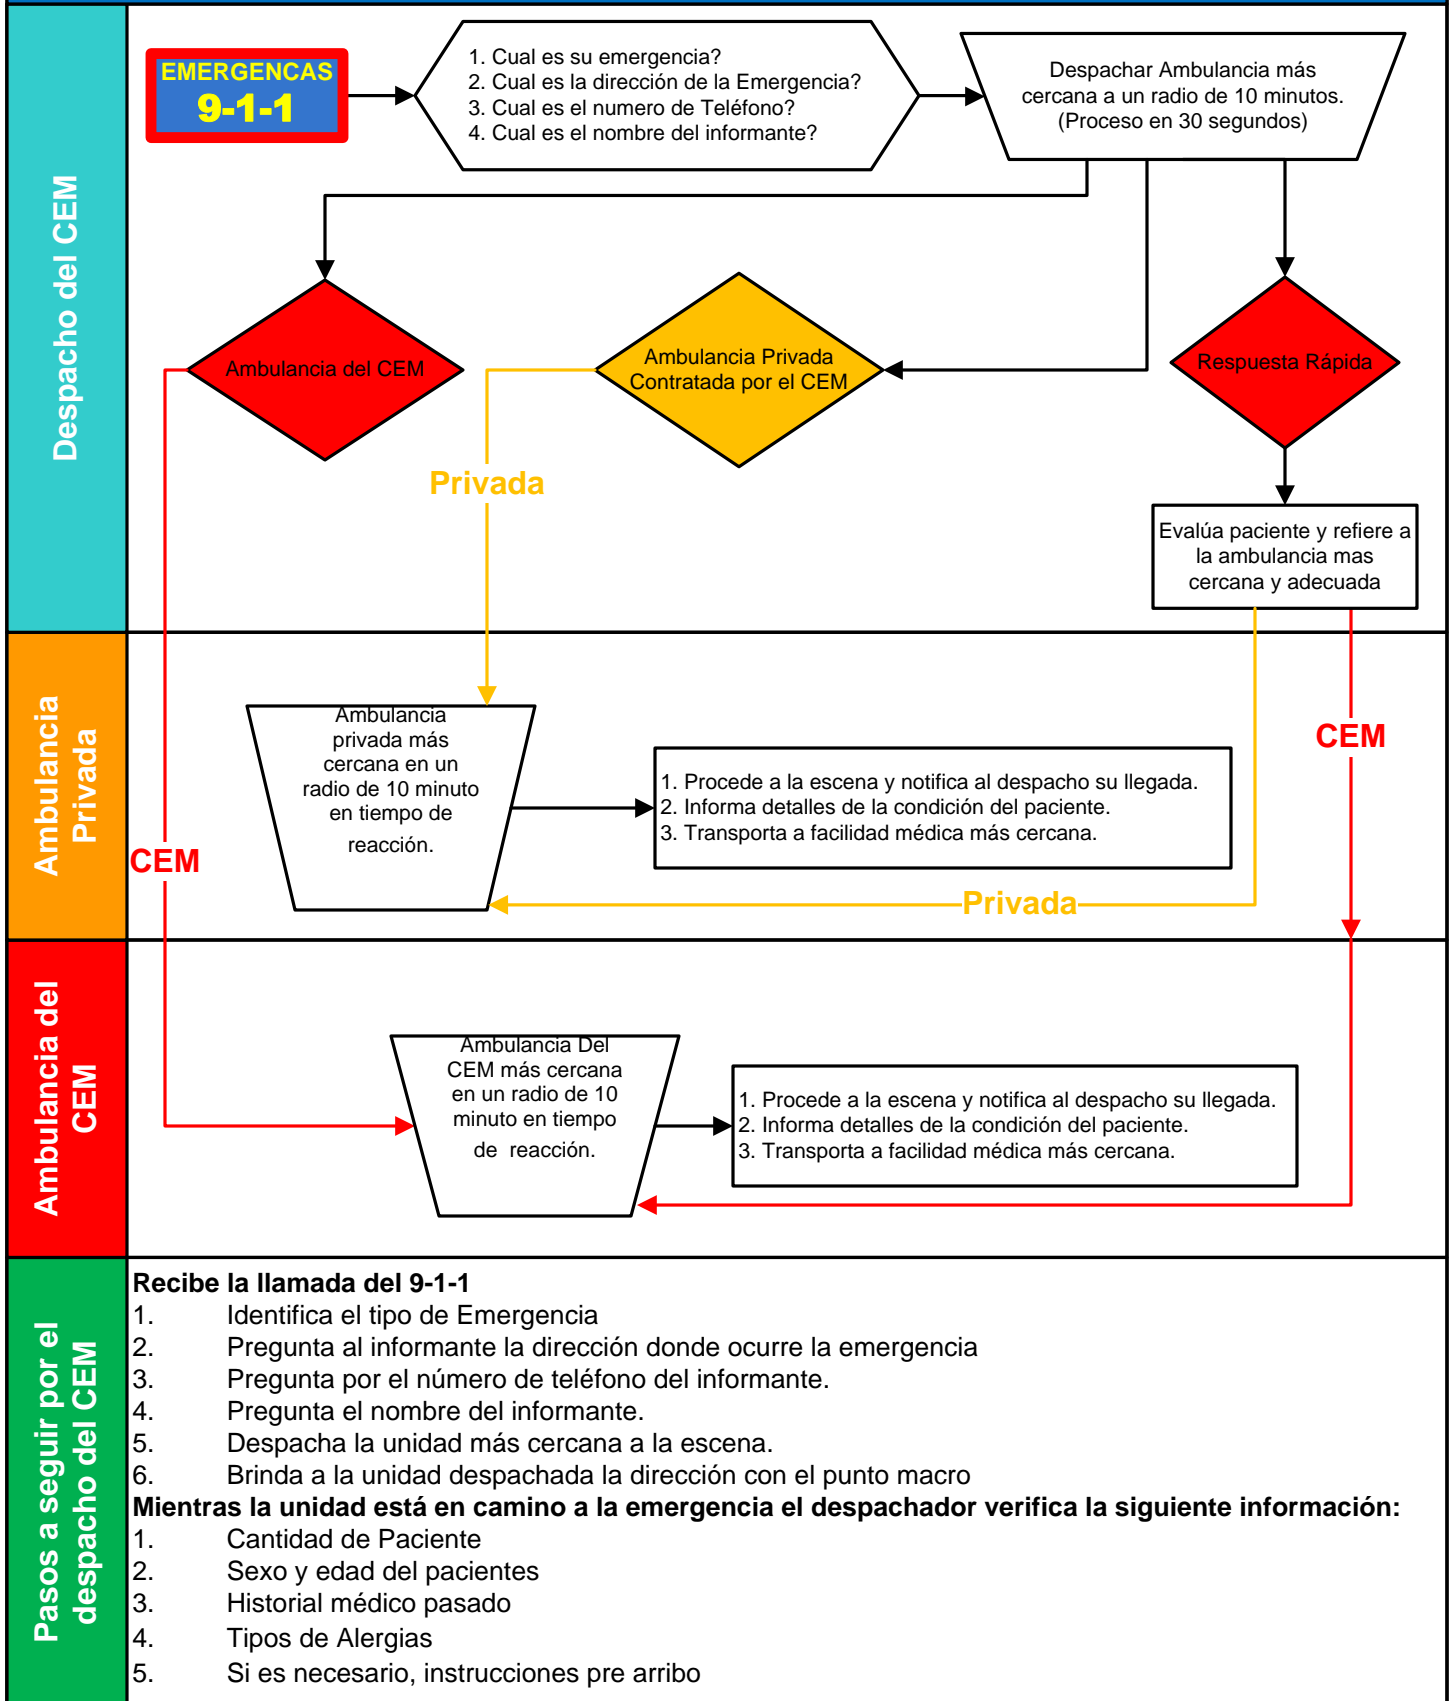 Despacho del CEM
EMERGENCAS
9-1-1
1. Cual es su emergencia?
2. Cual es la dirección de la Emergencia?
3. Cual es el numero de Teléfono?
4. Cual es el nombre del informante?
Despachar Ambulancia más
cercana a un radio de 10 minutos.
(Proceso en 30 segundos)
Ambulancia del CEM
Ambulancia Privada
Contratada por el CEM
Respuesta Rápida
Privada
Evalúa paciente y refiere a
la ambulancia mas
cercana y adecuada
Ambulancia
Privada
Ambulancia
privada más
cercana en un
radio de 10 minuto
en tiempo de
reacción.
1. Procede a la escena y notifica al despacho su llegada.
2. Informa detalles de la condición del paciente.
3. Transporta a facilidad médica más cercana.
CEM
CEM
Privada
Ambulancia del
CEM
Ambulancia Del
CEM más cercana
en un radio de 10
minuto en tiempo
de reacción.
1. Procede a la escena y notifica al despacho su llegada.
2. Informa detalles de la condición del paciente.
3. Transporta a facilidad médica más cercana.
Pasos a seguir por el
despacho del CEM
Recibe la llamada del 9-1-1
1. Identifica el tipo de Emergencia
2. Pregunta al informante la dirección donde ocurre la emergencia
3. Pregunta por el número de teléfono del informante.
4. Pregunta el nombre del informante.
5. Despacha la unidad más cercana a la escena.
6. Brinda a la unidad despachada la dirección con el punto macro
Mientras la unidad está en camino a la emergencia el despachador verifica la siguiente información:
1. Cantidad de Paciente
2. Sexo y edad del pacientes
3. Historial médico pasado
4. Tipos de Alergias
5. Si es necesario, instrucciones pre arribo